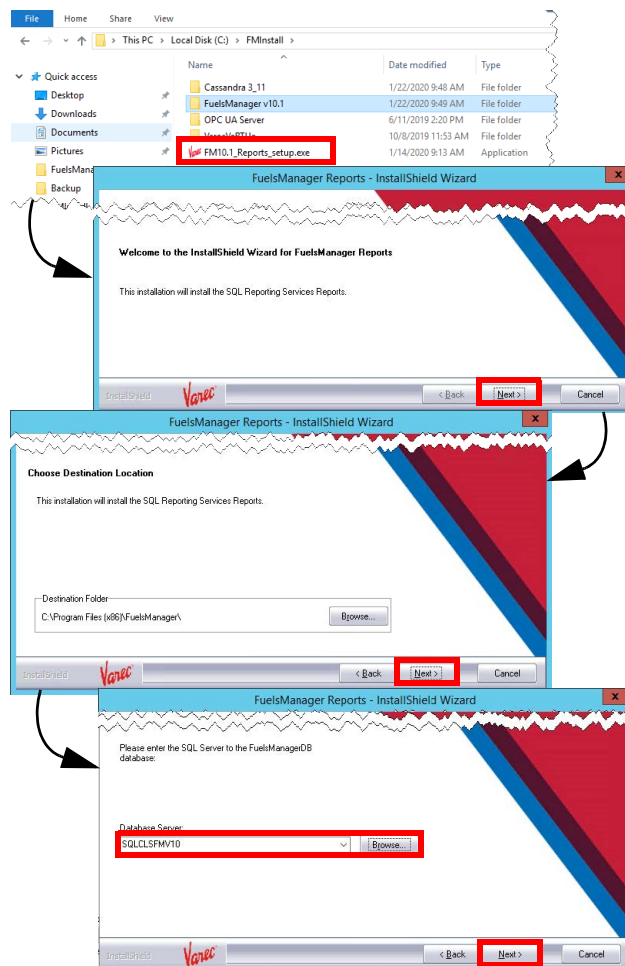 File Home Share View
This PC > Local Disk (C:) > FMInstall >
Name Date modified Type
Quick access
Desktop
Downloads
Documents
Pictures
FuelsMana
Backup
Cassandra 3_11 1/22/2020 9:48 AM File folder
FuelsManager v10.1 1/22/2020 9:49 AM File folder
OPC UA Server 6/11/2019 2:20 PM File folder
10/8/2019 11:53 AM File folder
FM10.1_Reports_setup.exe 1/14/2020 9:13 AM Application
FuelsManager Reports - InstallShield Wizard x
Welcome to the InstallShield Wizard for FuelsManager Reports
This installation will install the SQL Reporting Services Reports.
InstallShield Varec < Back Next > Cancel
FuelsManager Reports - InstallShield Wizard x
Choose Destination Location
This installation will install the SQL Reporting Services Reports.
Destination Folder
C:\Program Files (x86)\FuelsManager\ Browse...
InstallShield Varec < Back Next > Cancel
FuelsManager Reports - InstallShield Wizard x
Please enter the SQL Server to the FuelsManagerDB
database:
Database Server
SQLCLSFMV10 Browse...
InstallShield Varec < Back Next > Cancel